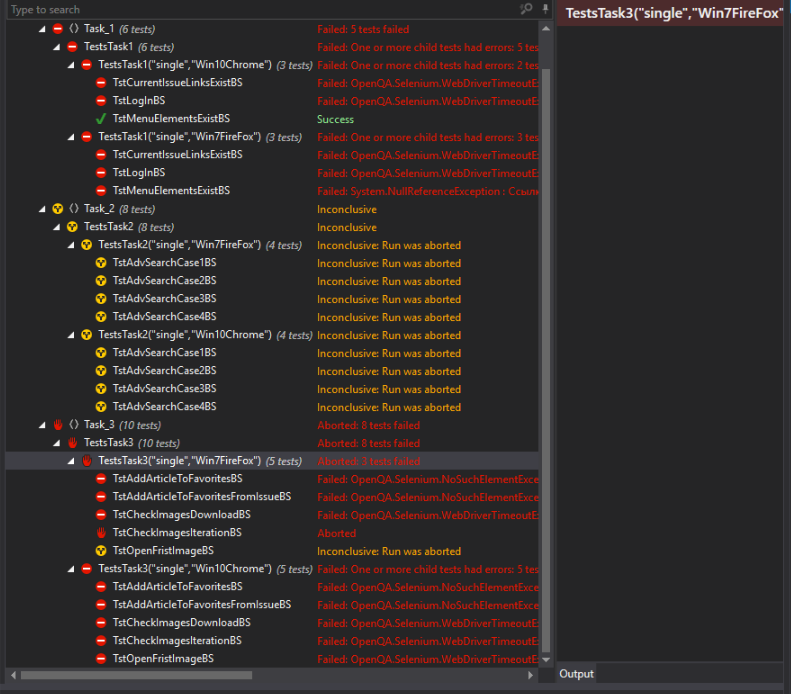 Type to search
TestsTask3("single","Win7FireFox"
Task_1 (6 tests) Failed: 5 tests failed
TestsTask1 (6 tests) Failed: One or more child tests had errors: 5 tes
TestsTask1("single","Win10Chrome") (3 tests) Failed: One or more child tests had errors: 2 tes
TstCurrentIssueLinksExistBS Failed: OpenQA.Selenium.WebDriverTimeoutE
TstLogInBS Failed: OpenQA.Selenium.WebDriverTimeoutE
TstMenuElementsExistBS Success
TestsTask1("single","Win7FireFox") (3 tests) Failed: One or more child tests had errors: 3 tes
TstCurrentIssueLinksExistBS Failed: OpenQA.Selenium.WebDriverTimeoutE
TstLogInBS Failed: OpenQA.Selenium.WebDriverTimeoutE
TstMenuElementsExistBS Failed: System.NullReferenceException : Ссылк
Task_2 (8 tests) Inconclusive
TestsTask2 (8 tests) Inconclusive
TestsTask2("single","Win7FireFox") (4 tests) Inconclusive: Run was aborted
TstAdvSearchCase1BS Inconclusive: Run was aborted
TstAdvSearchCase2BS Inconclusive: Run was aborted
TstAdvSearchCase3BS Inconclusive: Run was aborted
TstAdvSearchCase4BS Inconclusive: Run was aborted
TestsTask2("single","Win10Chrome") (4 tests) Inconclusive: Run was aborted
TstAdvSearchCase1BS Inconclusive: Run was aborted
TstAdvSearchCase2BS Inconclusive: Run was aborted
TstAdvSearchCase3BS Inconclusive: Run was aborted
TstAdvSearchCase4BS Inconclusive: Run was aborted
Task_3 (10 tests) Aborted: 8 tests failed
TestsTask3 (10 tests) Aborted: 8 tests failed
TestsTask3("single","Win7FireFox") (5 tests) Aborted: 3 tests failed
TstAddArticleToFavoritesBS Failed: OpenQA.Selenium.NoSuchElementExce
TstAddArticleToFavoritesFromIssueBS Failed: OpenQA.Selenium.NoSuchElementExce
TstCheckImagesDownloadBS Failed: OpenQA.Selenium.WebDriverTimeoutE
TstCheckImagesIterationBS Aborted
TstOpenFristImageBS Inconclusive: Run was aborted
TestsTask3("single","Win10Chrome") (5 tests) Failed: One or more child tests had errors: 5 tes
TstAddArticleToFavoritesBS Failed: OpenQA.Selenium.NoSuchElementExce
TstAddArticleToFavoritesFromIssueBS Failed: OpenQA.Selenium.NoSuchElementExce
TstCheckImagesDownloadBS Failed: OpenQA.Selenium.WebDriverTimeoutE
TstCheckImagesIterationBS Failed: OpenQA.Selenium.WebDriverTimeoutE
TstOpenFristImageBS Failed: OpenQA.Selenium.WebDriverTimeoutE
Output